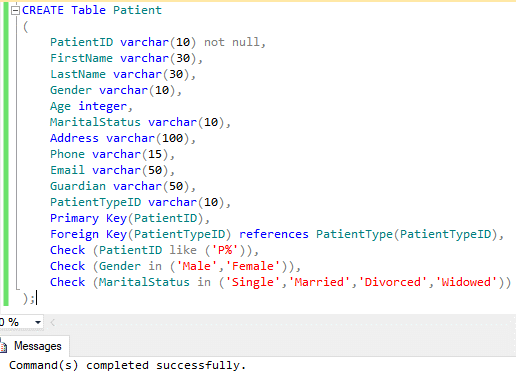 CREATE Table Patient
(
PatientID varchar(10) not null,
FirstName varchar(30),
LastName varchar(30),
Gender varchar(10),
Age integer,
MaritalStatus varchar(10),
Address varchar(100),
Phone varchar(15),
Email varchar(50),
Guardian varchar(50),
PatientTypeID varchar(10),
Primary Key(PatientID),
Foreign Key(PatientTypeID) references PatientType(PatientTypeID),
Check (PatientID like ('P%')),
Check (Gender in ('Male','Female')),
Check (MaritalStatus in ('Single','Married','Divorced','Widowed'))
);
0 %
Messages
Command(s) completed successfully.